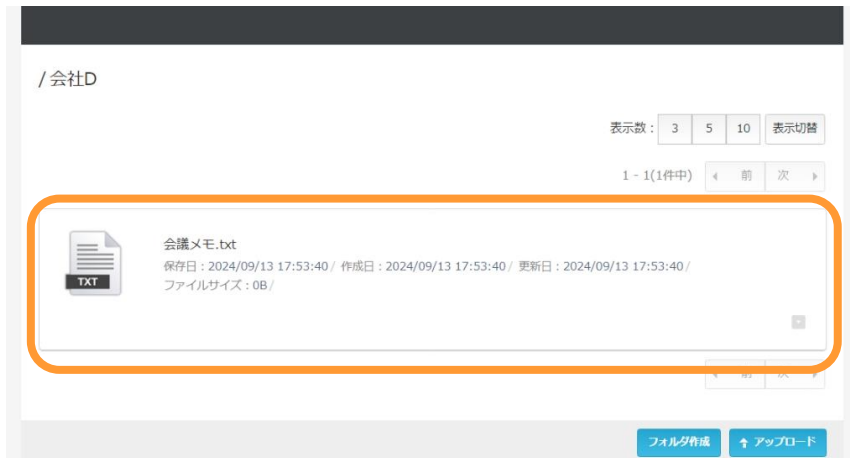 / 会社D
表示数： 3 5 10 表示切替
1 - 1(1件中) 前 次
会議メモ.txt
保存日：2024/09/13 17:53:40 / 作成日：2024/09/13 17:53:40 / 更新日：2024/09/13 17:53:40 /
TXT
ファイルサイズ：0B /
前 次
フォルダ作成 アップロード